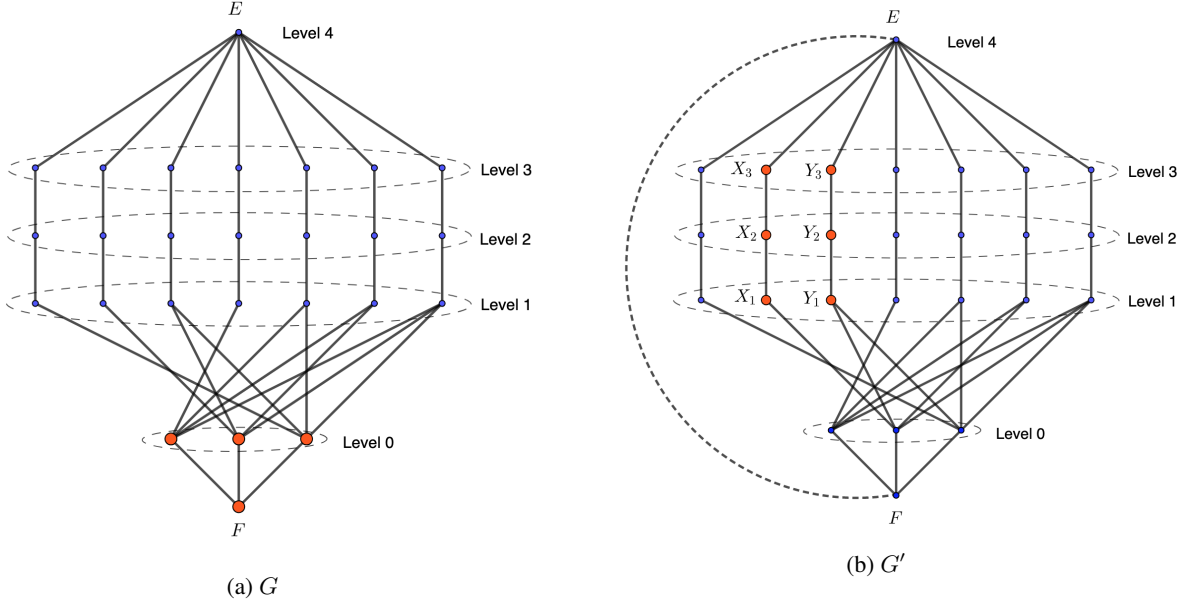 E
Level 4
Level 3
Level 2
Level 1
Level 0
F
(a) G
E
Level 4
X₃
Y₃
Level 3
X₂
Y₂
Level 2
X₁
Y₁
Level 1
Level 0
F
(b) G′